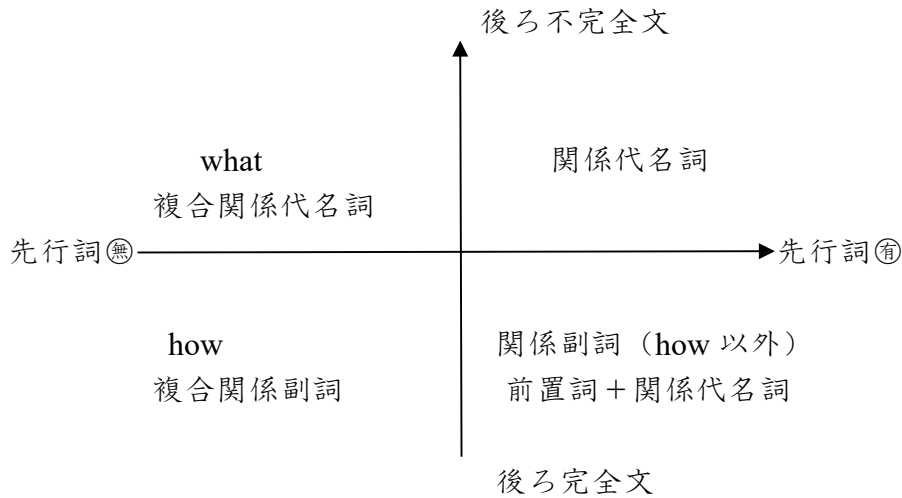 後ろ不完全文
what
複合関係代名詞
関係代名詞
先行詞㊒
先行詞㊒
how
複合関係副詞
関係副詞（how 以外）
前置詞＋関係代名詞
後ろ完全文